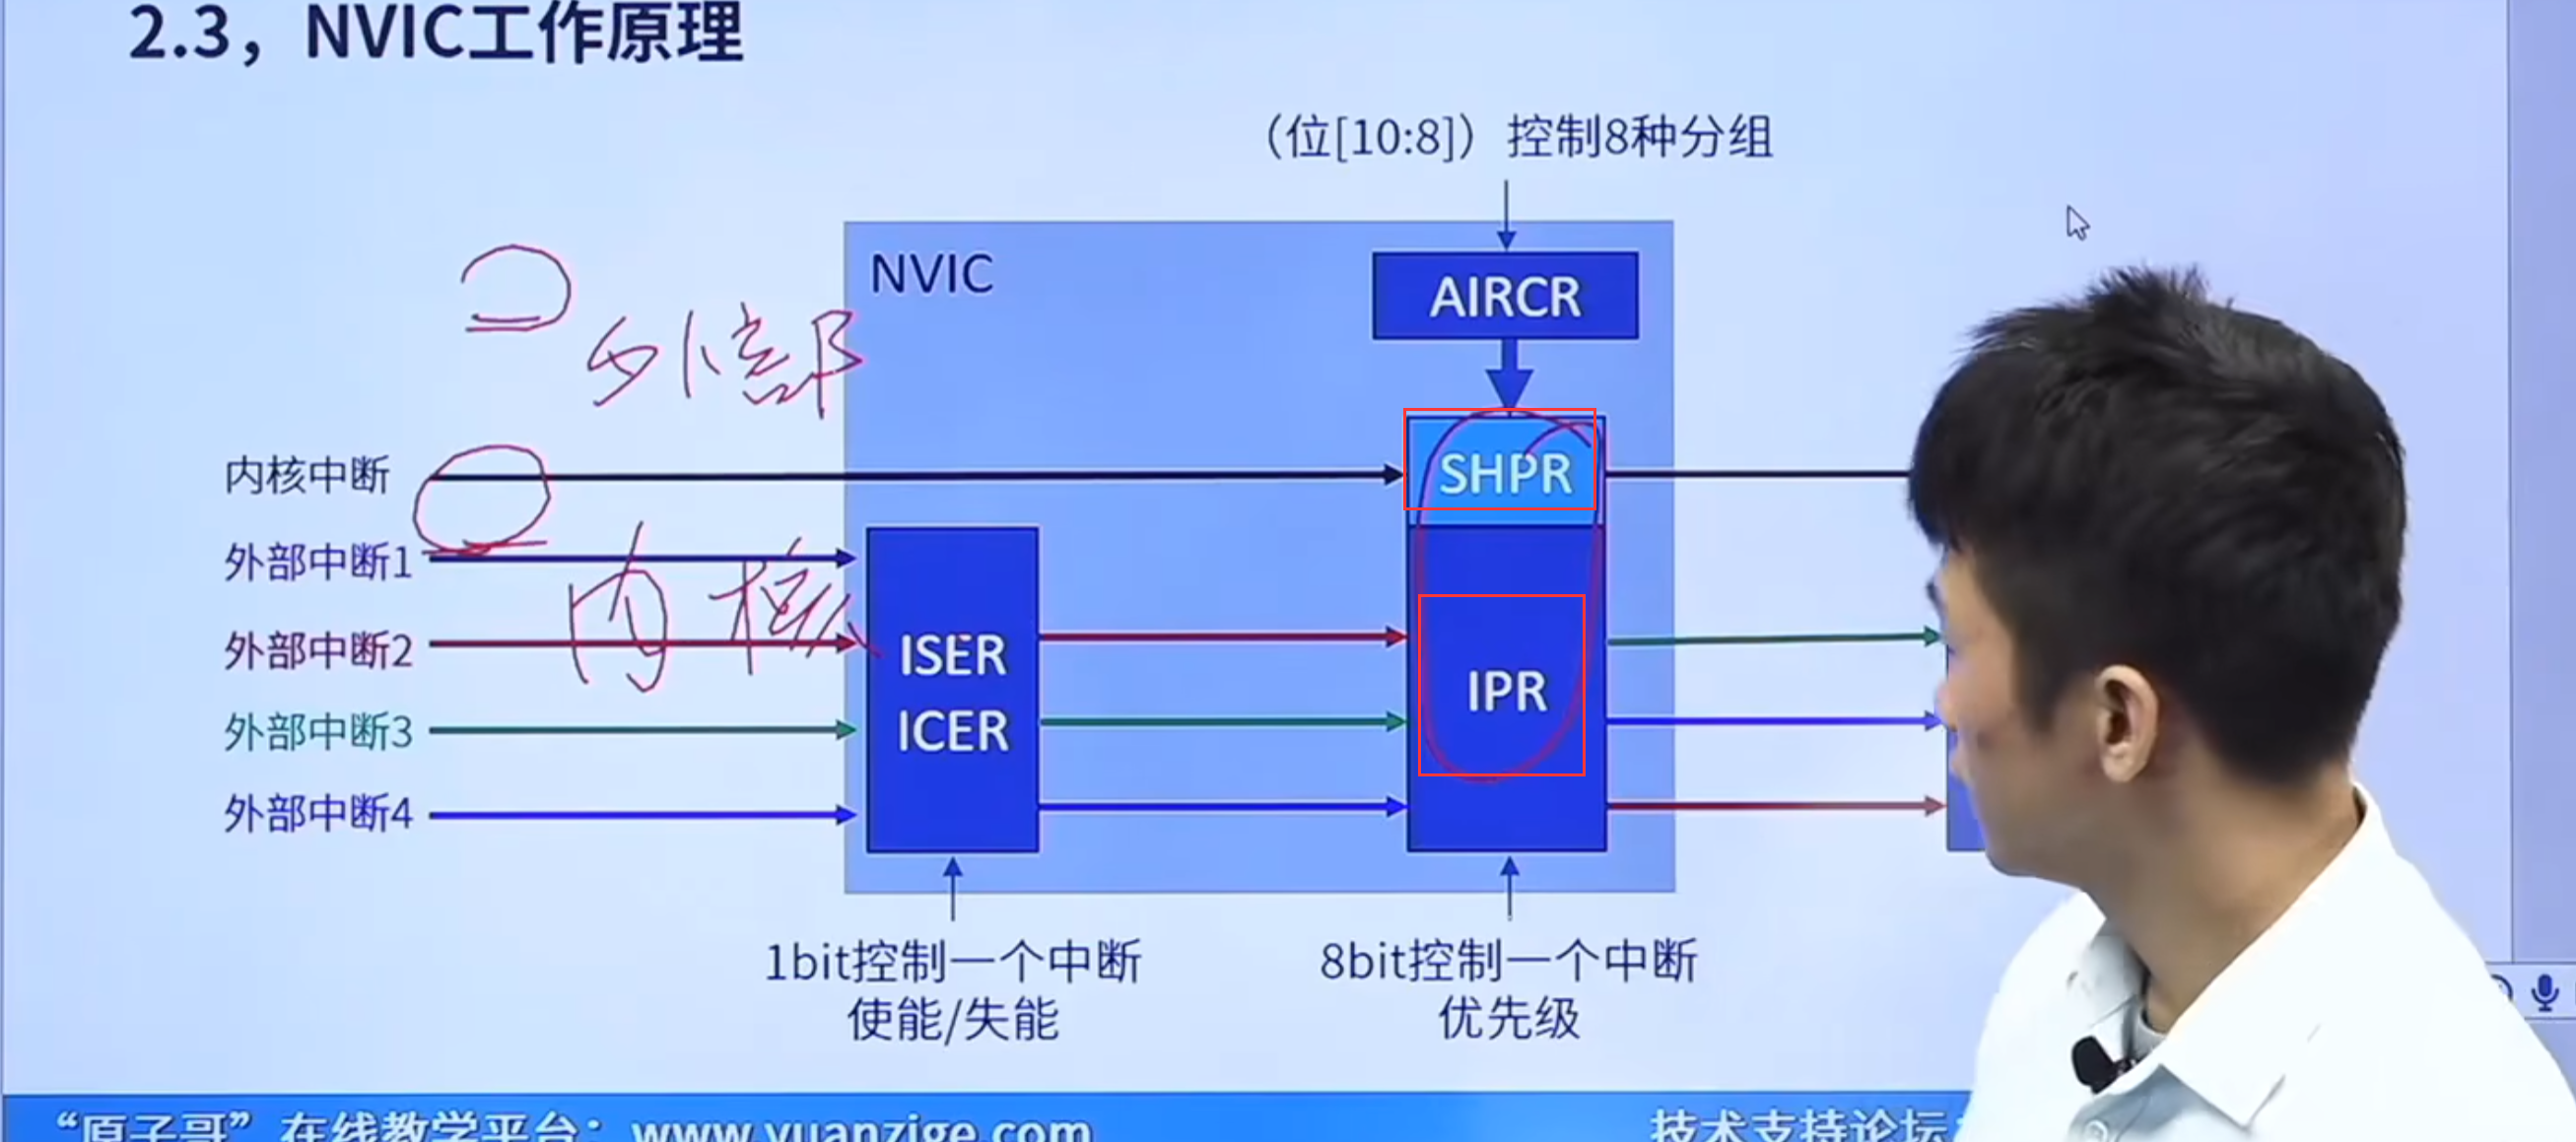 2.3，NVIC工作原理
（位[10:8]）控制8种分组
NVIC
AIRCR
外部
内核中断
SHPR
外部中断1
内核
外部中断2
ISER
IPR
外部中断3
ICER
外部中断4
1bit控制一个中断
使能/失能
8bit控制一个中断
优先级
“原子哥”在线教学平台：www.yuanzige.com
技术支持论坛